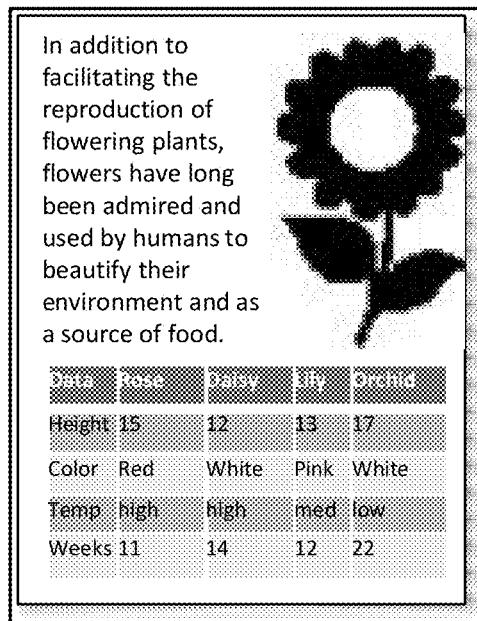 In addition to
facilitating the
reproduction of
flowering plants,
flowers have long
been admired and
used by humans to
beautify their
environment and as
a source of food.
Data Rose Daisy Lily Orchid
Height 15 12 13 17
Color Red White Pink White
Temp high high med low
Weeks 11 14 12 22